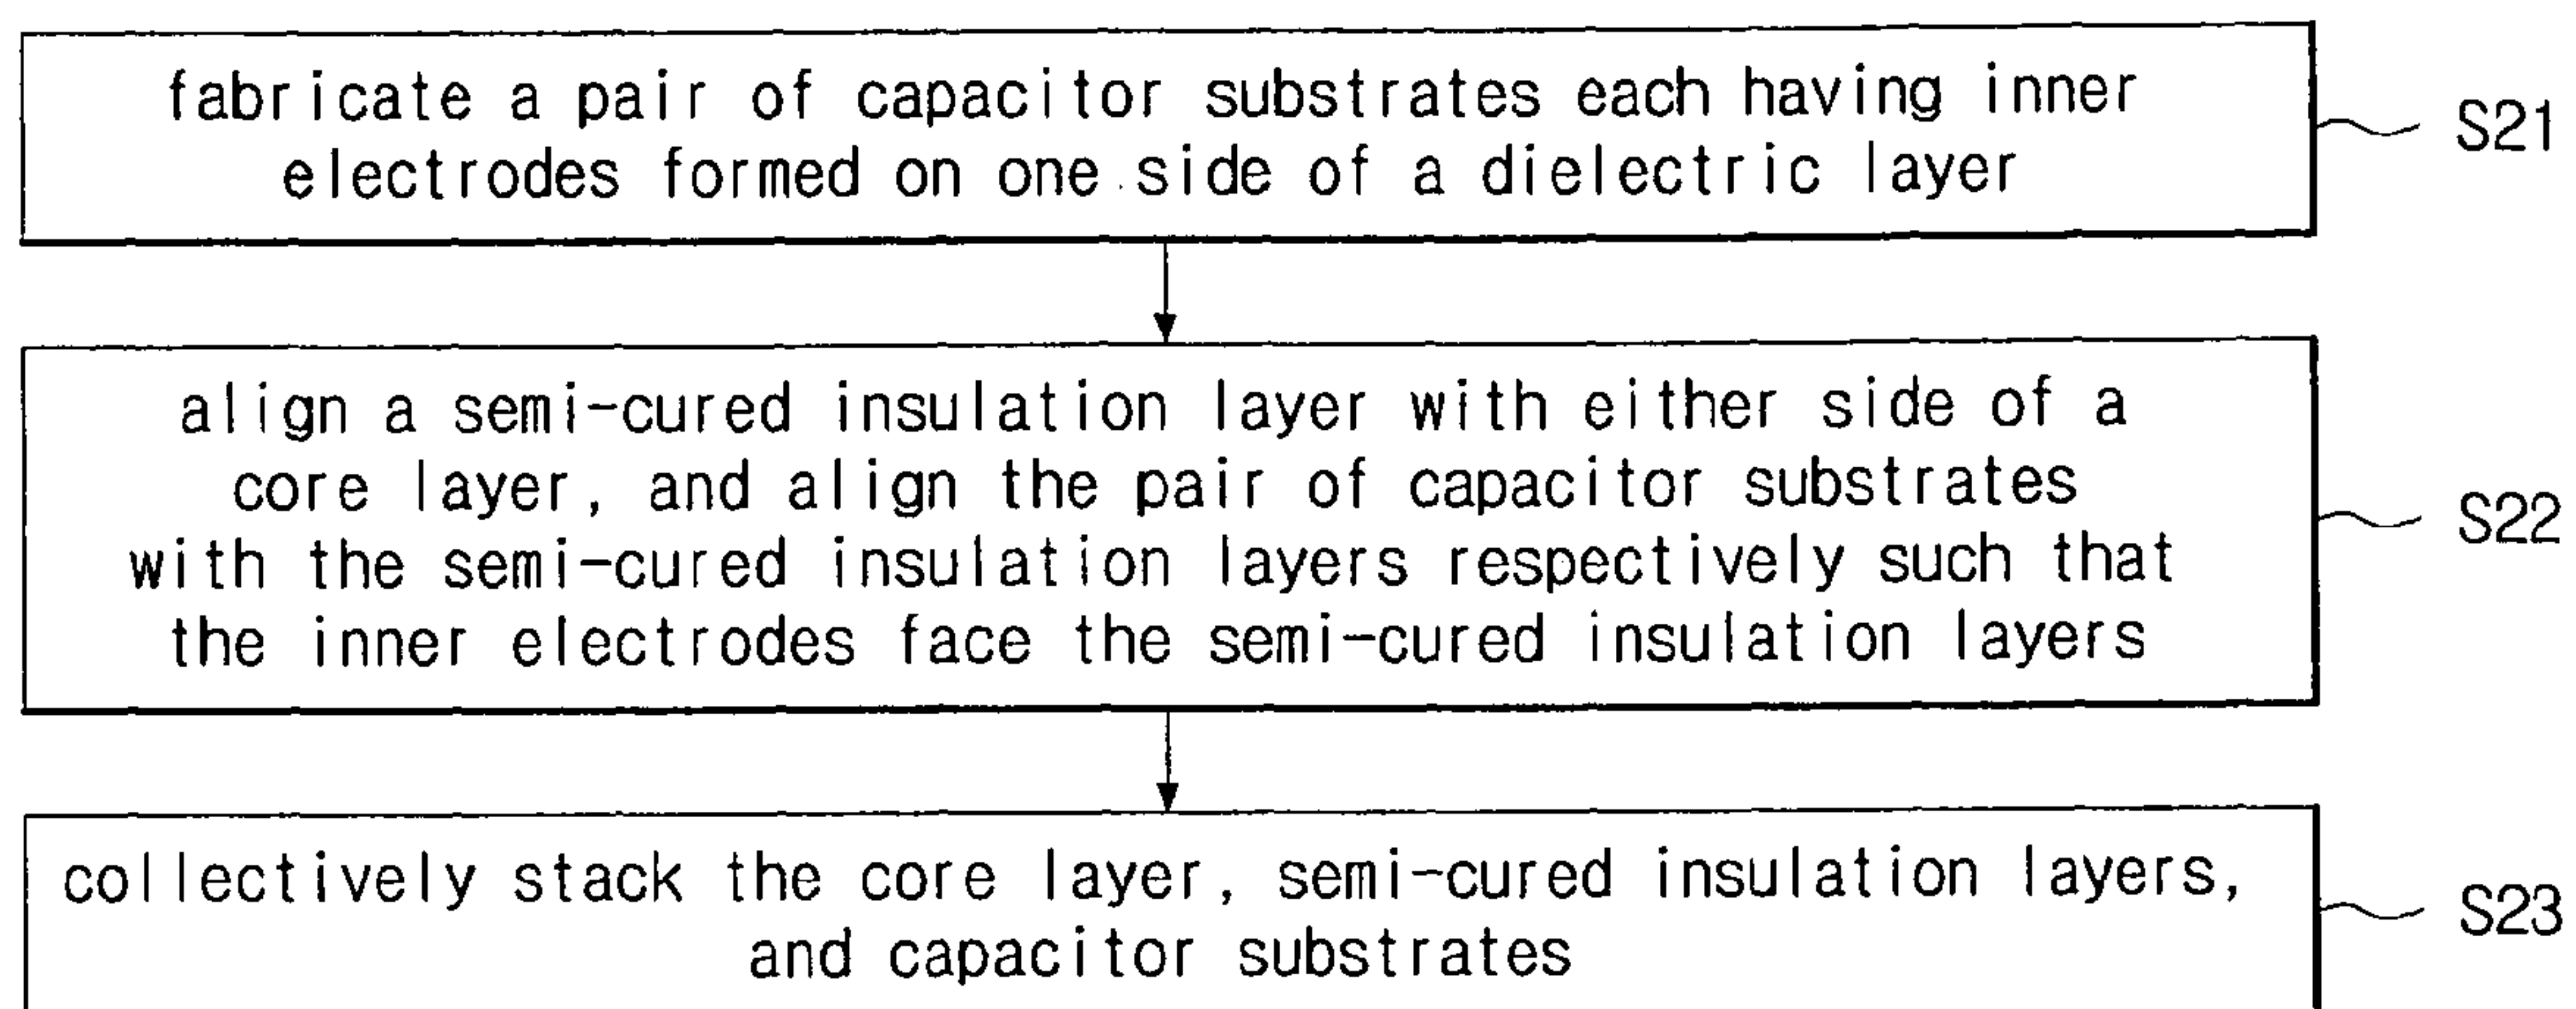 fabricate a pair of capacitor substrates each having inner
electrodes formed on one side of a dielectric layer
S21
align a semi-cured insulation layer with either side of a
core layer, and align the pair of capacitor substrates
with the semi-cured insulation layers respectively such that
the inner electrodes face the semi-cured insulation layers
S22
collectively stack the core layer, semi-cured insulation layers,
and capacitor substrates
S23